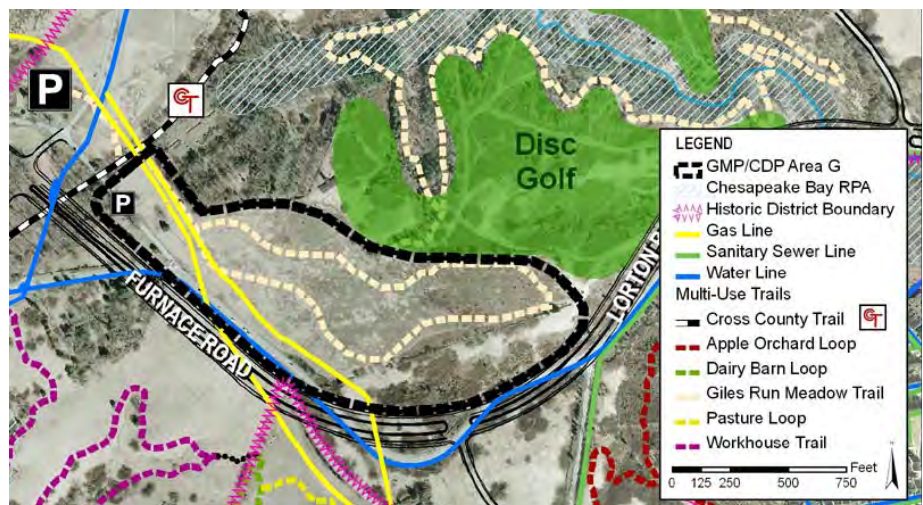 P
CT
Disc
Golf
P
FURNACE ROAD
LORTON R
LEGEND
GMP/CDP Area G
Chesapeake Bay RPA
Historic District Boundary
Gas Line
Sanitary Sewer Line
Water Line
Multi-Use Trails
Cross County Trail CT
Apple Orchard Loop
Dairy Barn Loop
Giles Run Meadow Trail
Pasture Loop
Workhouse Trail
0 125 250 500 750 Feet